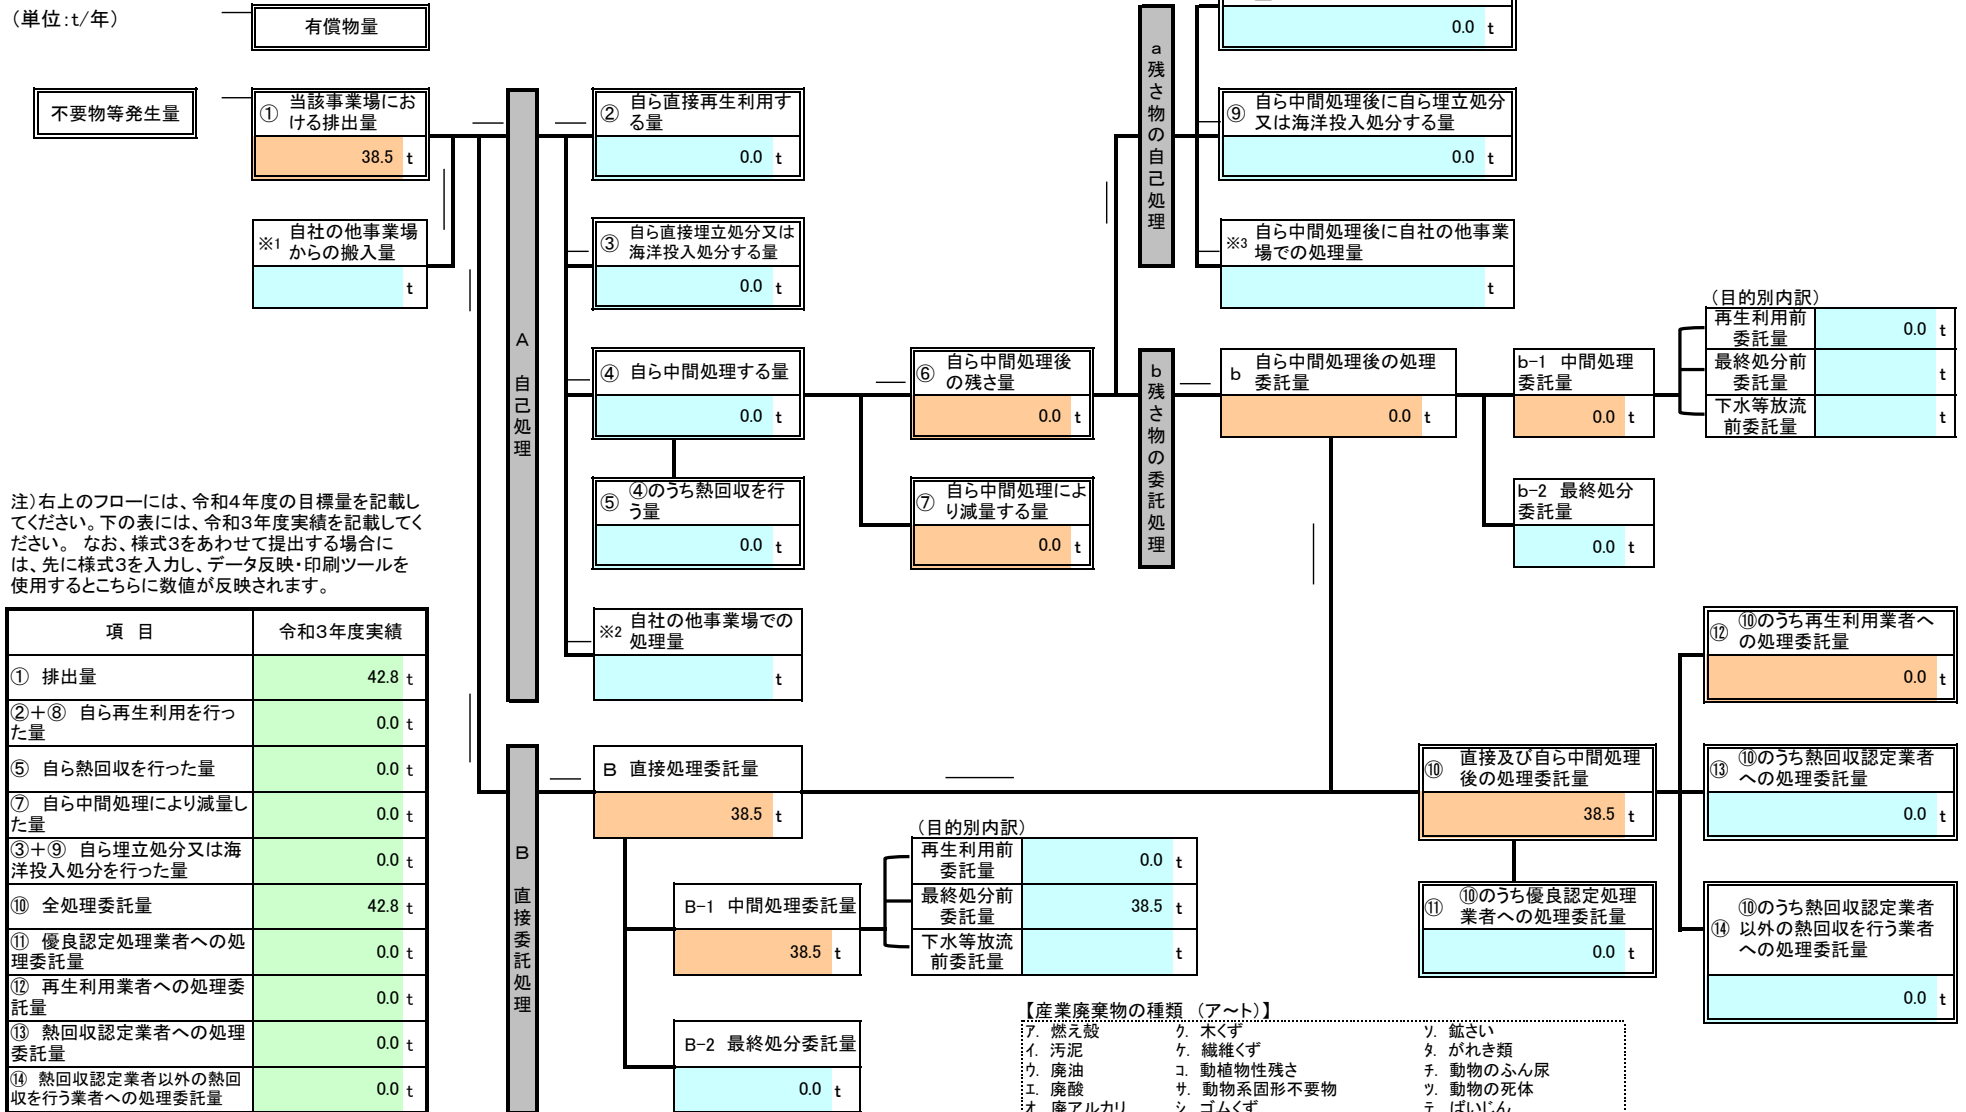 （単位：t/年）
有償物量
不要物等発生量
① 当該事業場にお
ける排出量
38.5 t
※1 自社の他事業場
からの搬入量
t
A 自己処理
② 自ら直接再生利用す
る量
0.0 t
③ 自ら直接埋立処分又は
海洋投入処分する量
0.0 t
④ 自ら中間処理する量
0.0 t
⑤ ④のうち熱回収を行
う量
0.0 t
※2 自社の他事業場での
処理量
t
⑥ 自ら中間処理後
の残さ量
0.0 t
⑦ 自ら中間処理によ
り減量する量
0.0 t
a 残さ物の自己処理
0.0 t
⑨ 自ら中間処理後に自ら埋立処分
又は海洋投入処分する量
0.0 t
※3 自ら中間処理後に自社の他事業
場での処理量
t
b 残さ物の委託処理
b 自ら中間処理後の処理
委託量
0.0 t
b-1 中間処理
委託量
0.0 t
（目的別内訳）
再生利用前
委託量
0.0 t
最終処分前
委託量
t
下水等放流
前委託量
t
b-2 最終処分
委託量
0.0 t
注）右上のフローには、令和４年度の目標量を記載し
てください。下の表には、令和３年度実績を記載してく
ださい。 なお、様式３をあわせて提出する場合に
は、先に様式３を入力し、データ反映・印刷ツールを
使用するとこちらに数値が反映されます。
項 目 令和３年度実績
① 排出量 42.8 t
②＋⑧ 自ら再生利用を行っ
た量 0.0 t
⑤ 自ら熱回収を行った量 0.0 t
⑦ 自ら中間処理により減量し
た量 0.0 t
③＋⑨ 自ら埋立処分又は海
洋投入処分を行った量 0.0 t
⑩ 全処理委託量 42.8 t
⑪ 優良認定処理業者への処
理委託量 0.0 t
⑫ 再生利用業者への処理委
託量 0.0 t
⑬ 熱回収認定業者への処理
委託量 0.0 t
⑭ 熱回収認定業者以外の熱回
収を行う業者への処理委託量 0.0 t
B 直接委託処理
B 直接処理委託量
38.5 t
B-1 中間処理委託量
38.5 t
（目的別内訳）
再生利用前
委託量
0.0 t
最終処分前
委託量
38.5 t
下水等放流
前委託量
t
B-2 最終処分委託量
0.0 t
⑩ 直接及び自ら中間処理
後の処理委託量
38.5 t
⑪ ⑩のうち優良認定処理
業者への処理委託量
0.0 t
⑫ ⑩のうち再生利用業者へ
の処理委託量
0.0 t
⑬ ⑩のうち熱回収認定業者
への処理委託量
0.0 t
⑭ ⑩のうち熱回収認定業者
以外の熱回収を行う業者
への処理委託量
0.0 t
【産業廃棄物の種類 （ア～ト）】
ｱ. 燃え殻 ｸ. 木くず ｿ. 鉱さい
ｲ. 汚泥 ｹ. 繊維くず ﾀ. がれき類
ｳ. 廃油 ｺ. 動植物性残さ ﾁ. 動物のふん尿
ｴ. 廃酸 ｻ. 動物系固形不要物 ﾂ. 動物の死体
ｵ. 廃アルカリ ｼ. ゴムくず ﾃ. ばいじん